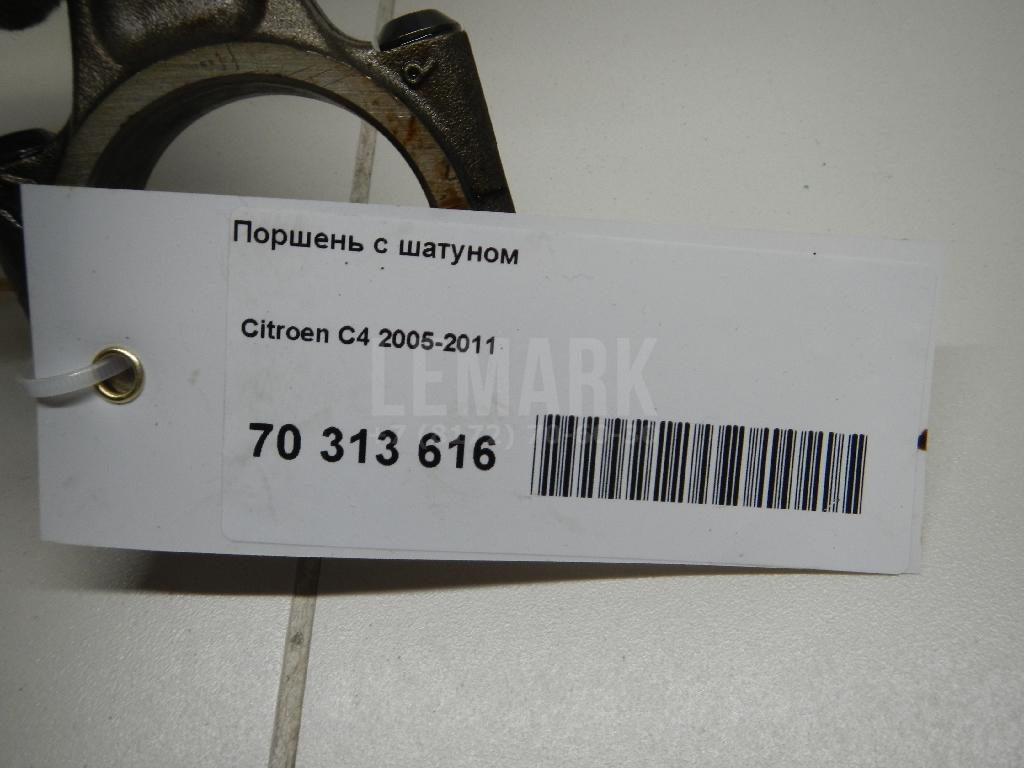 Поршень с шатуном
Citroen C4 2005-2011
LEMARK
70 313 616